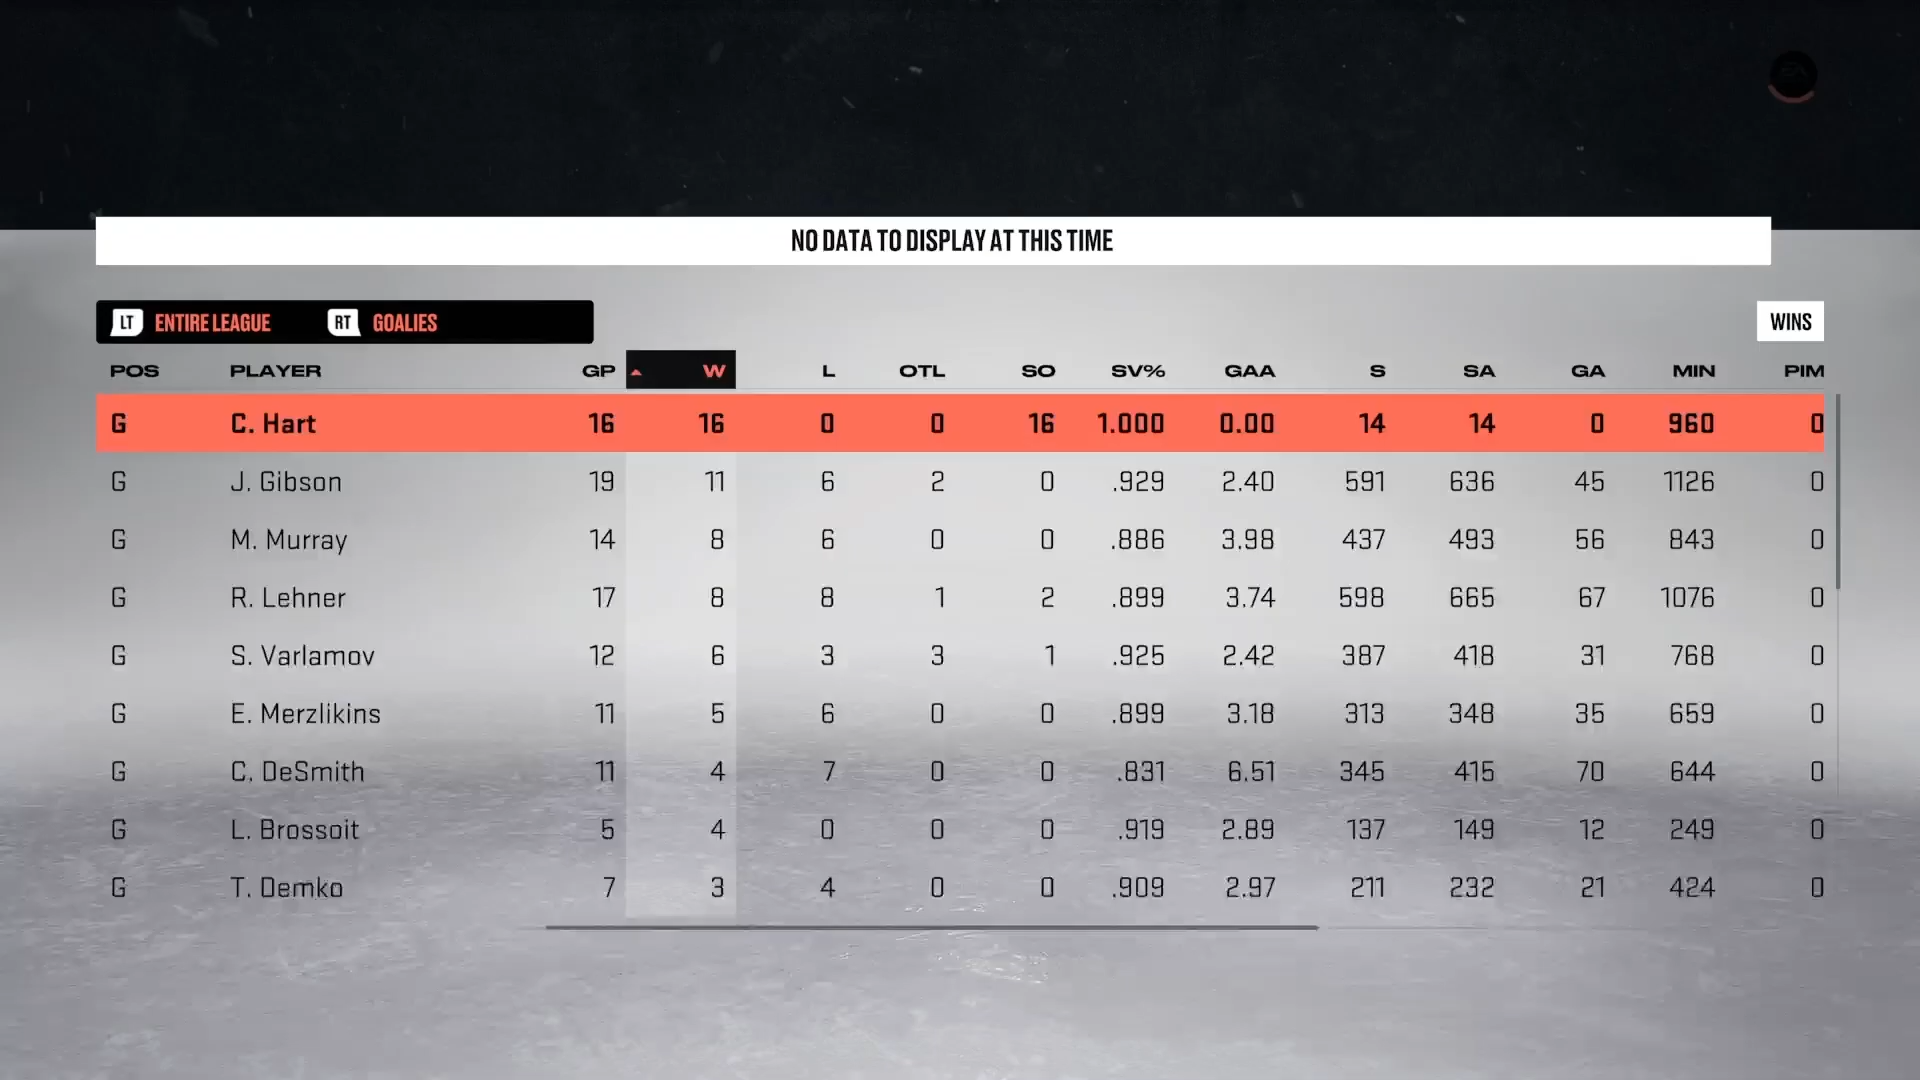 NO DATA TO DISPLAY AT THIS TIME
LT ENTIRE LEAGUE RT GOALIES WINS
POS PLAYER GP W L OTL SO SV% GAA S SA GA MIN PIM
G C. Hart 16 16 0 0 16 1.000 0.00 14 14 0 960 0
G J. Gibson 19 11 6 2 0 .929 2.40 591 636 45 1126 0
G M. Murray 14 8 6 0 0 .886 3.98 437 493 56 843 0
G R. Lehner 17 8 8 1 2 .899 3.74 598 665 67 1076 0
G S. Varlamov 12 6 3 3 1 .925 2.42 387 418 31 768 0
G E. Merzlikins 11 5 6 0 0 .899 3.18 313 348 35 659 0
G C. DeSmith 11 4 7 0 0 .831 6.51 345 415 70 644 0
G L. Brossoit 5 4 0 0 0 .919 2.89 137 149 12 249 0
G T. Demko 7 3 4 0 0 .909 2.97 211 232 21 424 0